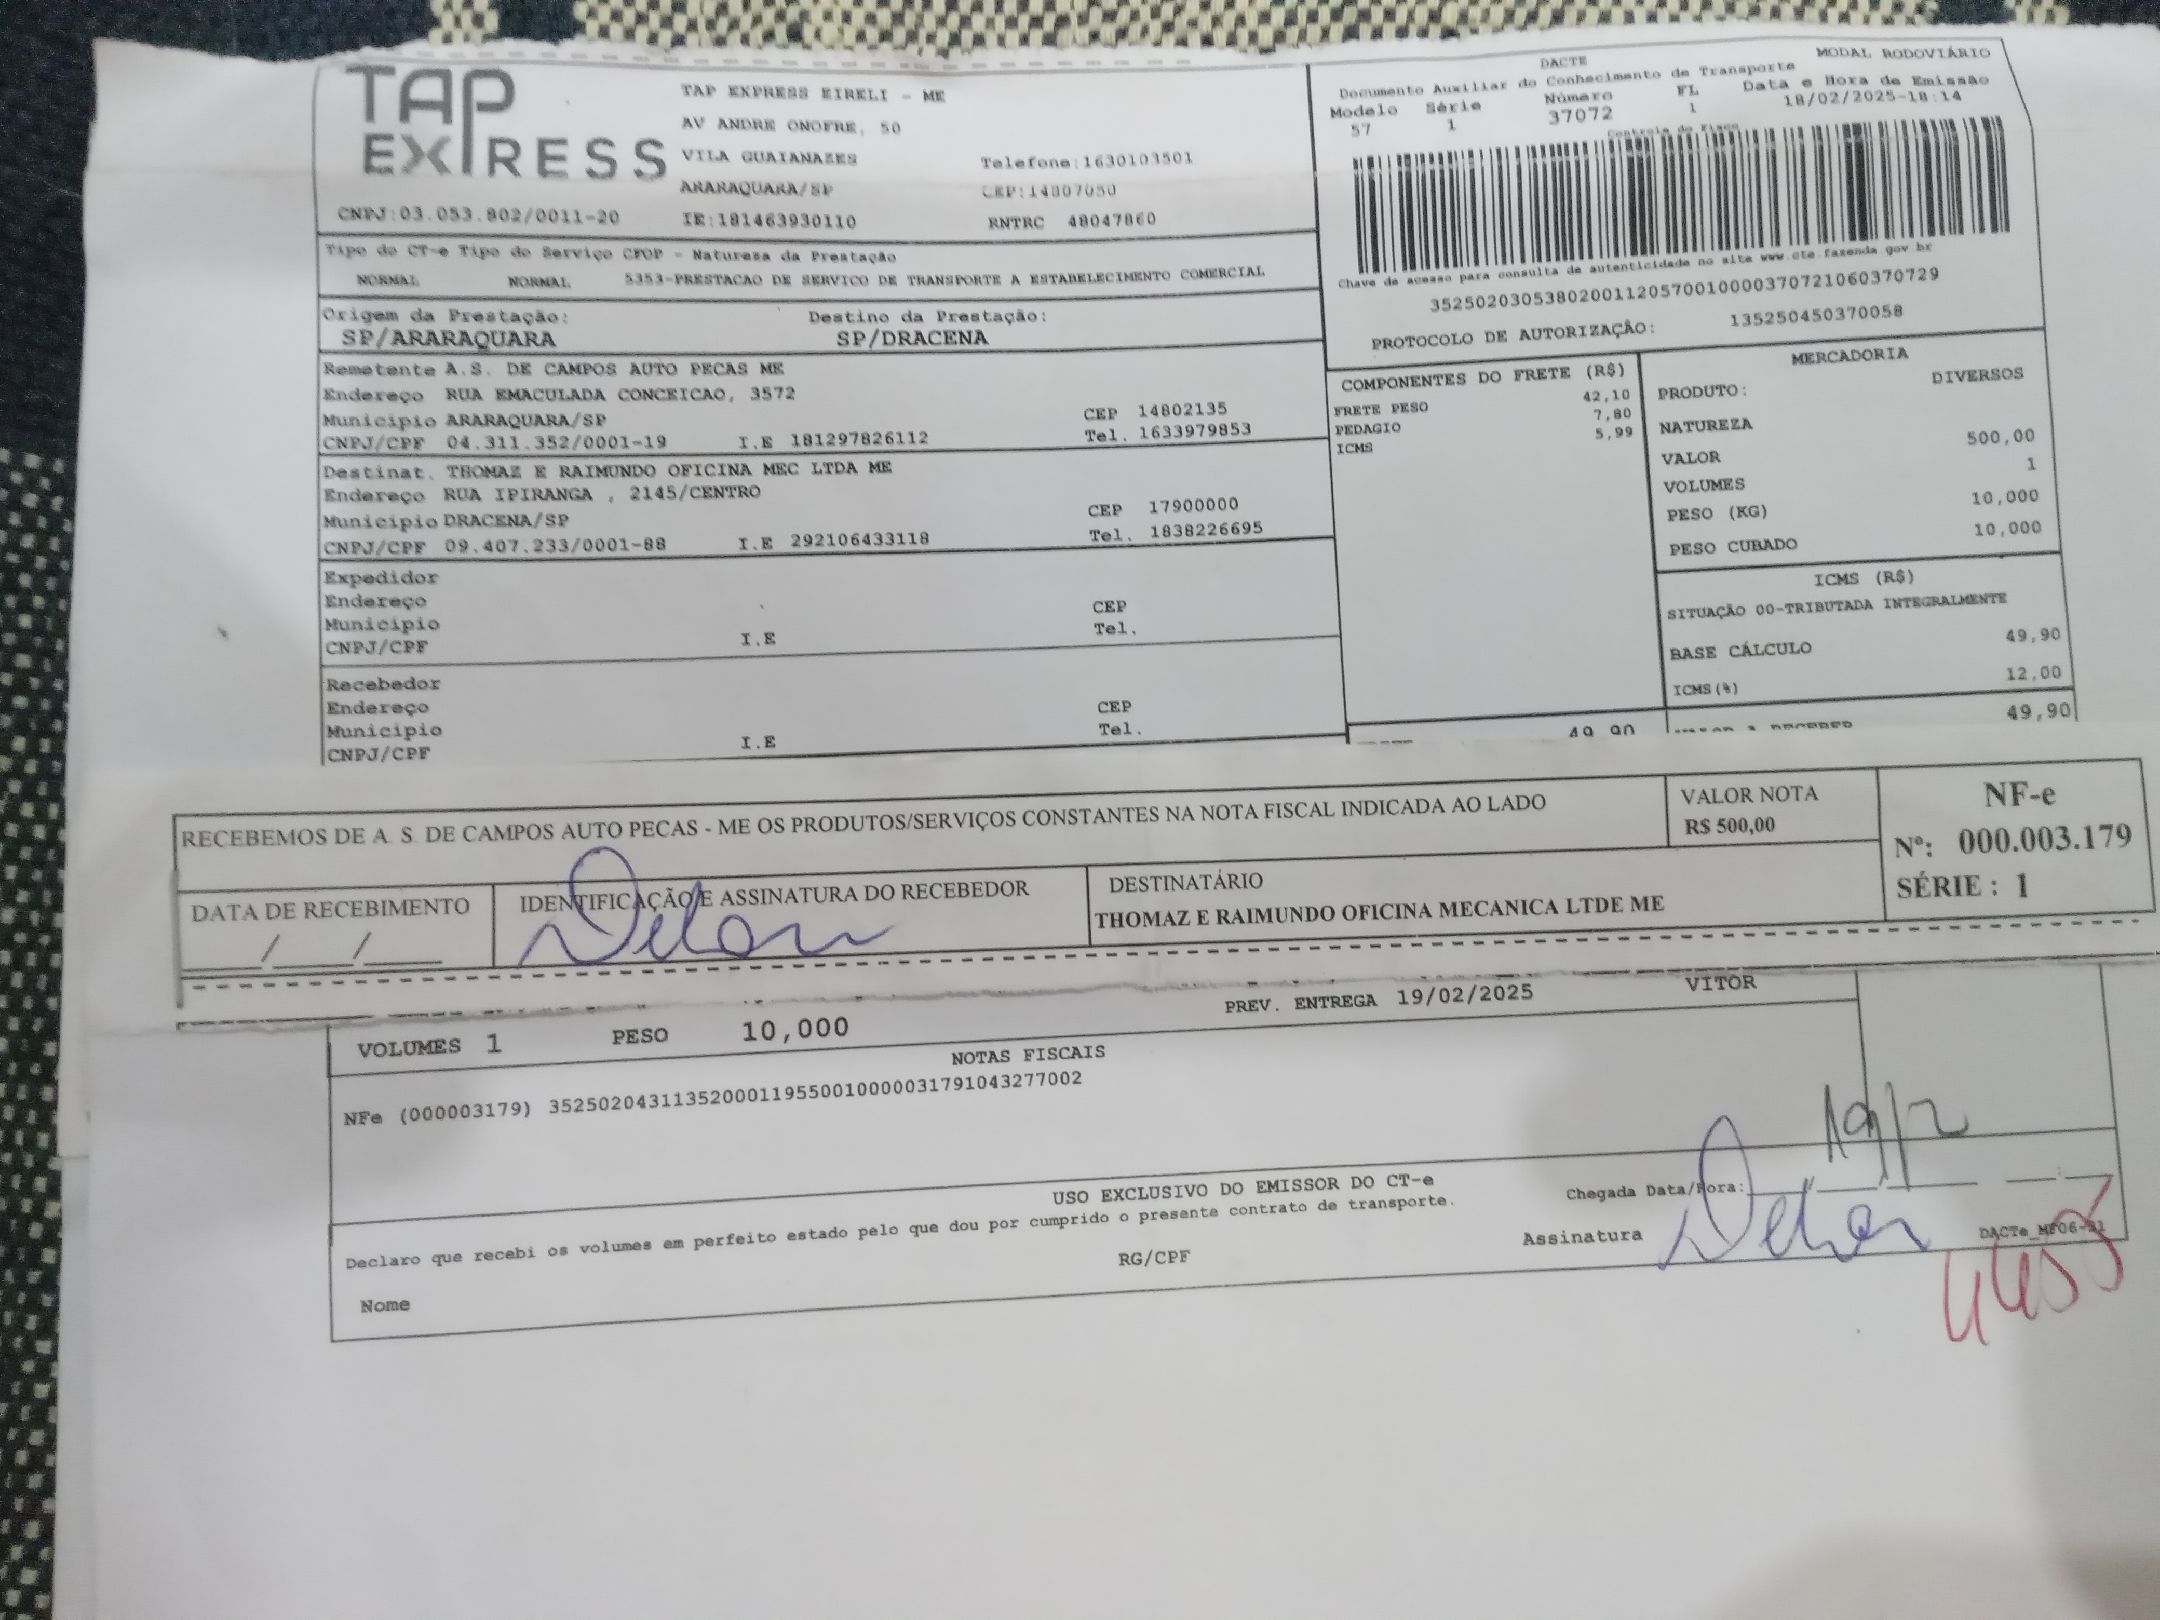 TAP EXPRESS
TAP EXPRESS EIRELI - ME
AV ANDRE ONOFRE, 50
VILA GUAIANAZES Telefone:1630103501
ARARAQUARA/SP CEP:14807050
CNPJ:03.053.802/0011-20 IE:181463930110 RNTRC 48047860
DACTE MODAL RODOVIÁRIO
Documento Auxiliar do Conhecimento de Transporte
Modelo Série Número FL Data e Hora de Emissão
57 1 37072 1 18/02/2025-18:14
Controle do Fisco
Chave de acesso para consulta de autenticidade no site www.cte.fazenda gov br
35250203053802001120570010000370721060370729
PROTOCOLO DE AUTORIZAÇÃO: 135250450370058
Tipo do CT-e Tipo do Serviço CFOP - Natureza da Prestação
NORMAL NORMAL 5353-PRESTACAO DE SERVICO DE TRANSPORTE A ESTABELECIMENTO COMERCIAL
Origem da Prestação: Destino da Prestação:
SP/ARARAQUARA SP/DRACENA
Remetente A.S. DE CAMPOS AUTO PECAS ME
Endereço RUA EMACULADA CONCEICAO, 3572
Municipio ARARAQUARA/SP CEP 14802135
CNPJ/CPF 04.311.352/0001-19 I.E 181297826112 Tel. 1633979853
Destinat. THOMAZ E RAIMUNDO OFICINA MEC LTDA ME
Endereço RUA IPIRANGA , 2145/CENTRO
Municipio DRACENA/SP CEP 17900000
CNPJ/CPF 09.407.233/0001-88 I.E 292106433118 Tel. 1838226695
Expedidor
Endereço
Municipio CEP
CNPJ/CPF I.E Tel.
Recebedor
Endereço
Municipio CEP
CNPJ/CPF I.E Tel.
COMPONENTES DO FRETE (R$)
FRETE PESO 42,10
PEDAGIO 7,80
ICMS 5,99
49,90
MERCADORIA
PRODUTO: DIVERSOS
NATUREZA
VALOR 500,00
VOLUMES 1
PESO (KG) 10,000
PESO CUBADO 10,000
ICMS (R$)
SITUAÇÃO 00-TRIBUTADA INTEGRALMENTE
BASE CÁLCULO 49,90
ICMS(%) 12,00
49,90
RECEBEMOS DE A. S. DE CAMPOS AUTO PECAS - ME OS PRODUTOS/SERVIÇOS CONSTANTES NA NOTA FISCAL INDICADA AO LADO
VALOR NOTA
R$ 500,00
NF-e
Nº: 000.003.179
SÉRIE : 1
DATA DE RECEBIMENTO
___/___/___
IDENTIFICAÇÃO E ASSINATURA DO RECEBEDOR
DESTINATÁRIO
THOMAZ E RAIMUNDO OFICINA MECANICA LTDE ME
VOLUMES 1 PESO 10,000 PREV. ENTREGA 19/02/2025 VITOR
NOTAS FISCAIS
NFe (000003179) 35250204311352000119550010000031791043277002
19/2
USO EXCLUSIVO DO EMISSOR DO CT-e
Declaro que recebi os volumes em perfeito estado pelo que dou por cumprido o presente contrato de transporte.
Chegada Data/Hora:
Nome RG/CPF Assinatura
DACTe_MF06-21